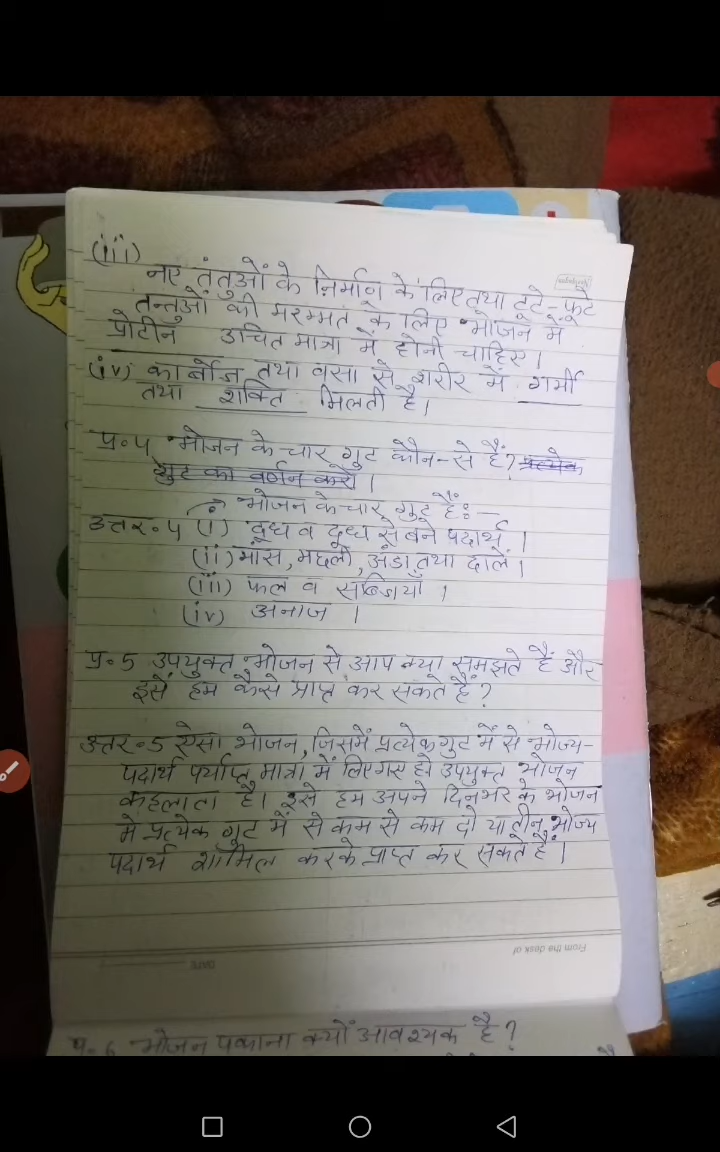 (iii)
नए तंतुओं के निर्माण के लिए तथा टूटे-फूटे
तन्तुओं की मरम्मत के लिए भोजन में
प्रोटीन उचित मात्रा में होनी चाहिए।
(iv) कार्बोज तथा वसा से शरीर में गर्मी
तथा शक्ति मिलती है।
प्र॰4 भोजन के चार गुट कौन-से हैं? प्रत्येक
गुट का वर्णन करो।
→ भोजन के चार गुट हैं:—
उत्तर॰4 (i) दूध व दूध से बने पदार्थ।
(ii) मांस, मछली, अंडा तथा दालें।
(iii) फल व सब्जियाँ।
(iv) अनाज।
प्र॰5 उपयुक्त भोजन से आप क्या समझते हैं और
इसे हम कैसे प्राप्त कर सकते हैं?
उत्तर॰5 ऐसा भोजन, जिसमें प्रत्येक गुट में से भोज्य-
पदार्थ पर्याप्त मात्रा में लिए गए हो उपयुक्त भोजन
कहलाता है। इसे हम अपने दिनभर के भोजन
मे प्रत्येक गुट में से कम से कम दो या तीन भोज्य
पदार्थ शामिल करके प्राप्त कर सकते हैं।
From the desk of
DATE
प्र॰6 भोजन पकाना क्यों आवश्यक है?